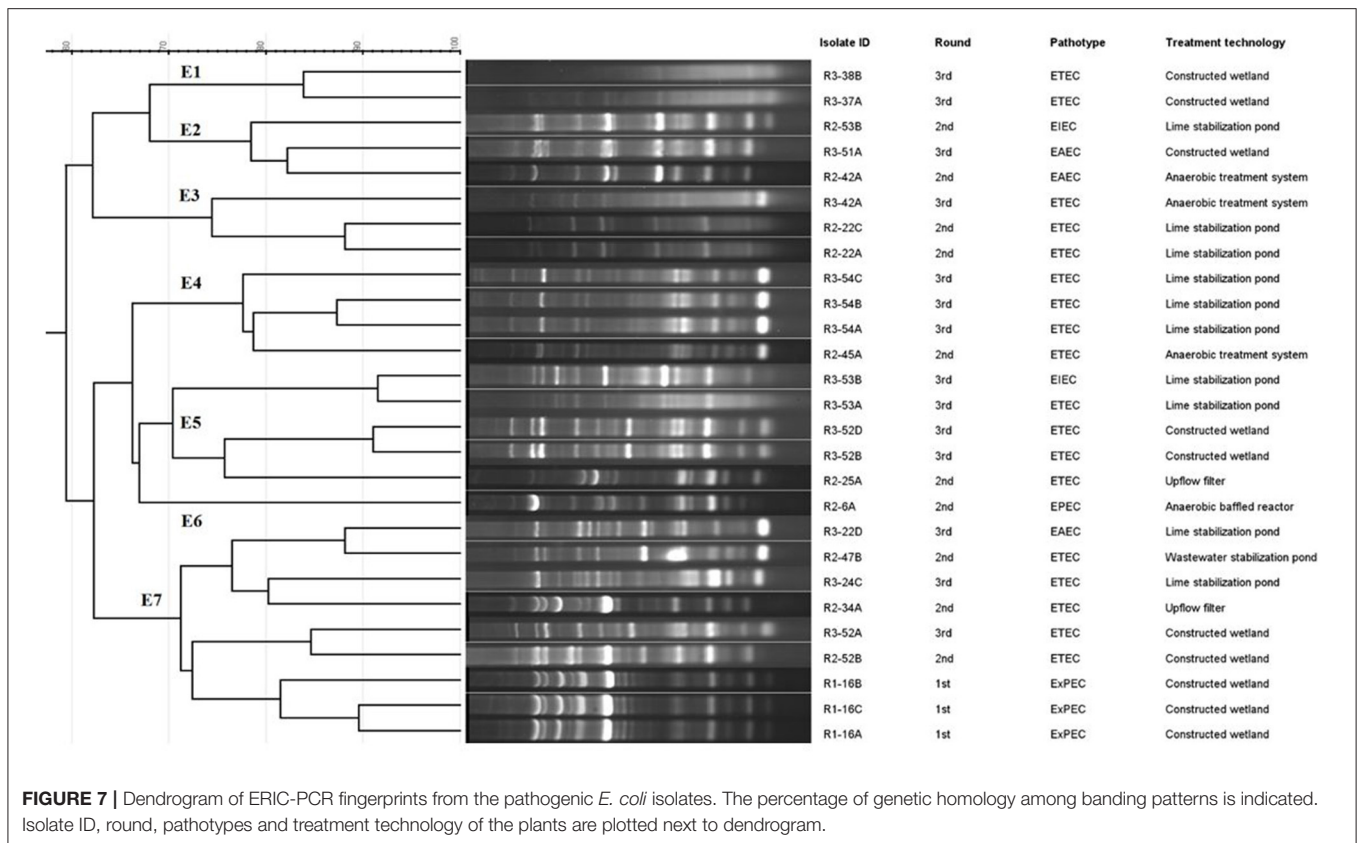 60 70 80 90 100
Isolate ID Round Pathotype Treatment technology
E1
R3-38B 3rd ETEC Constructed wetland
R3-37A 3rd ETEC Constructed wetland
E2
R2-53B 2nd EIEC Lime stabilization pond
R3-51A 3rd EAEC Constructed wetland
R2-42A 2nd EAEC Anaerobic treatment system
E3
R3-42A 3rd ETEC Anaerobic treatment system
R2-22C 2nd ETEC Lime stabilization pond
R2-22A 2nd ETEC Lime stabilization pond
E4
R3-54C 3rd ETEC Lime stabilization pond
R3-54B 3rd ETEC Lime stabilization pond
R3-54A 3rd ETEC Lime stabilization pond
R2-45A 2nd ETEC Anaerobic treatment system
R3-53B 3rd EIEC Lime stabilization pond
R3-53A 3rd ETEC Lime stabilization pond
E5
R3-52D 3rd ETEC Constructed wetland
R3-52B 3rd ETEC Constructed wetland
R2-25A 2nd ETEC Upflow filter
R2-6A 2nd EPEC Anaerobic baffled reactor
E6
R3-22D 3rd EAEC Lime stabilization pond
R2-47B 2nd ETEC Wastewater stabilization pond
R3-24C 3rd ETEC Lime stabilization pond
E7
R2-34A 2nd ETEC Upflow filter
R3-52A 3rd ETEC Constructed wetland
R2-52B 2nd ETEC Constructed wetland
R1-16B 1st ExPEC Constructed wetland
R1-16C 1st ExPEC Constructed wetland
R1-16A 1st ExPEC Constructed wetland
FIGURE 7 | Dendrogram of ERIC-PCR fingerprints from the pathogenic E. coli isolates. The percentage of genetic homology among banding patterns is indicated.
Isolate ID, round, pathotypes and treatment technology of the plants are plotted next to dendrogram.